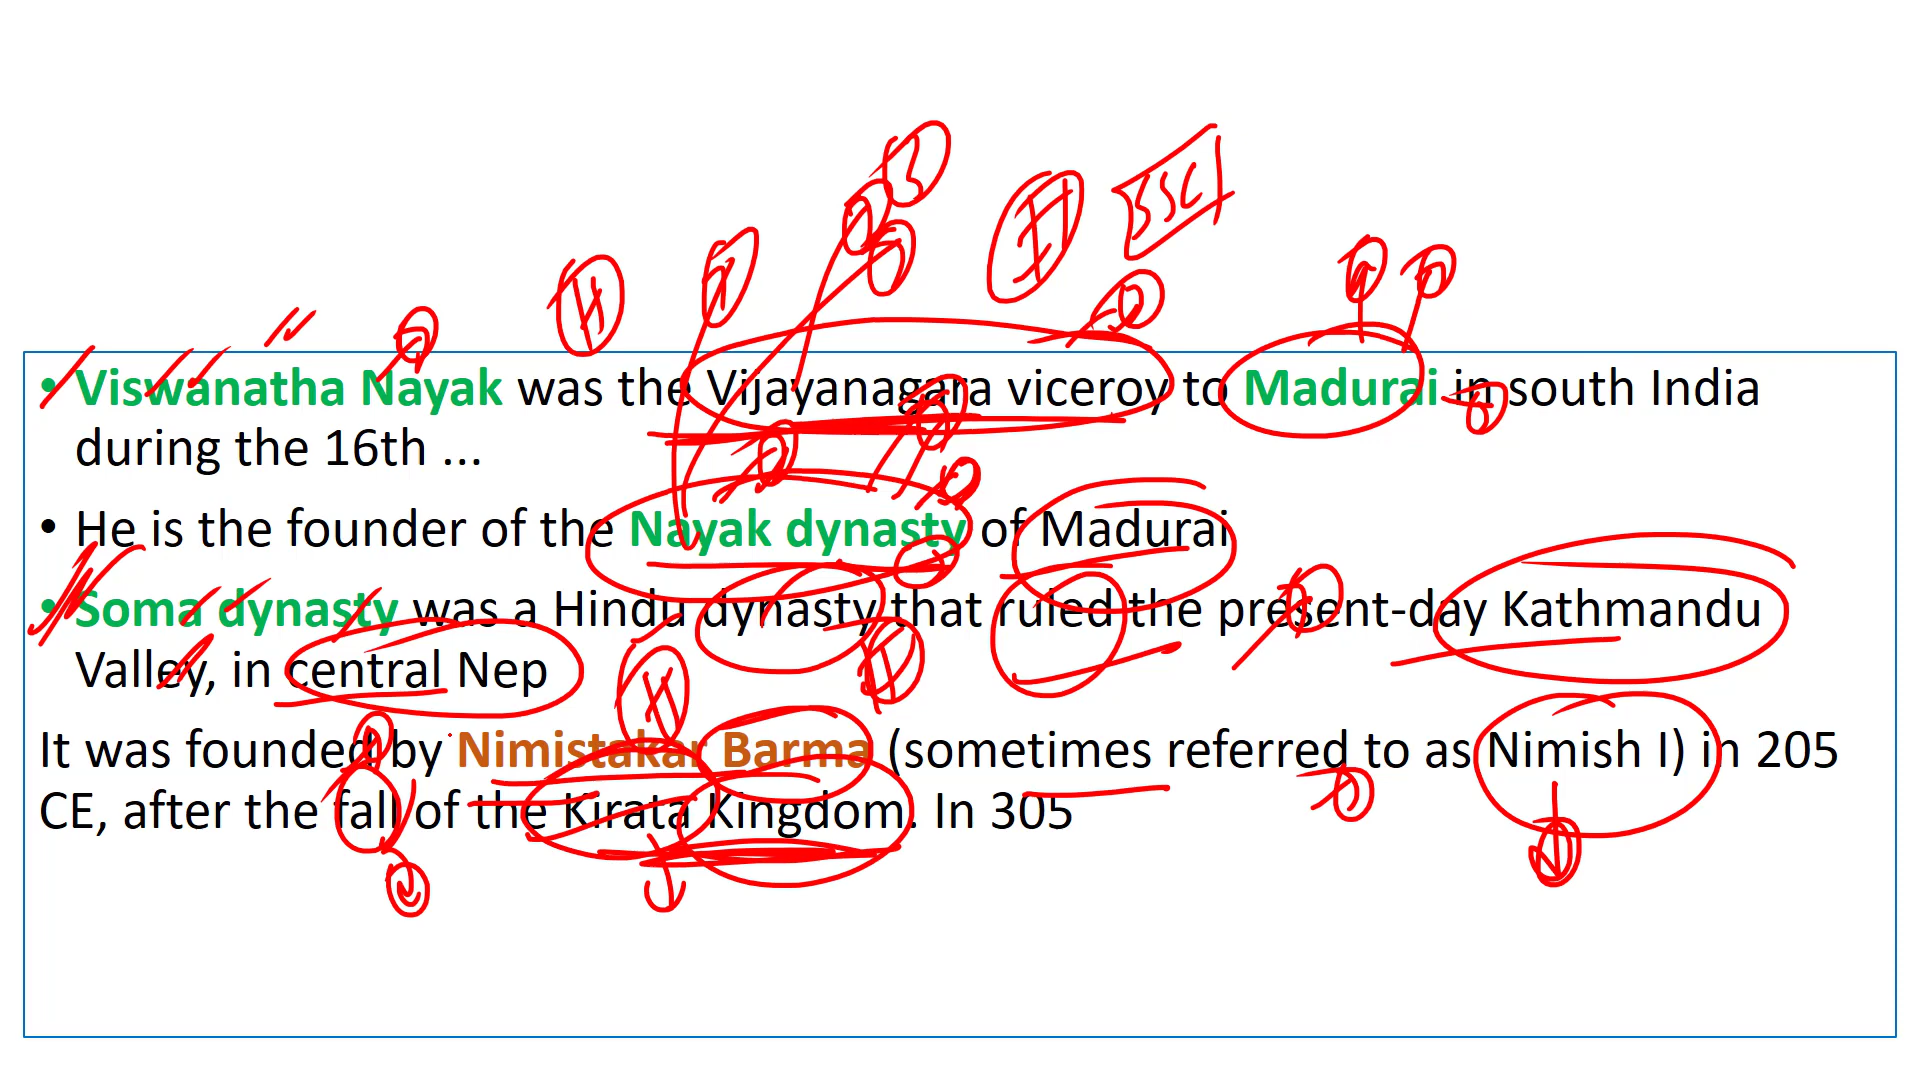 SSC
• Viswanatha Nayak was the Vijayanagara viceroy to Madurai in south India
during the 16th ...
• He is the founder of the Nayak dynasty of Madurai
• Soma dynasty was a Hindu dynasty that ruled the present-day Kathmandu
Valley, in central Nep
It was founded by Nimistakar Barma (sometimes referred to as Nimish I) in 205
CE, after the fall of the Kirata Kingdom. In 305